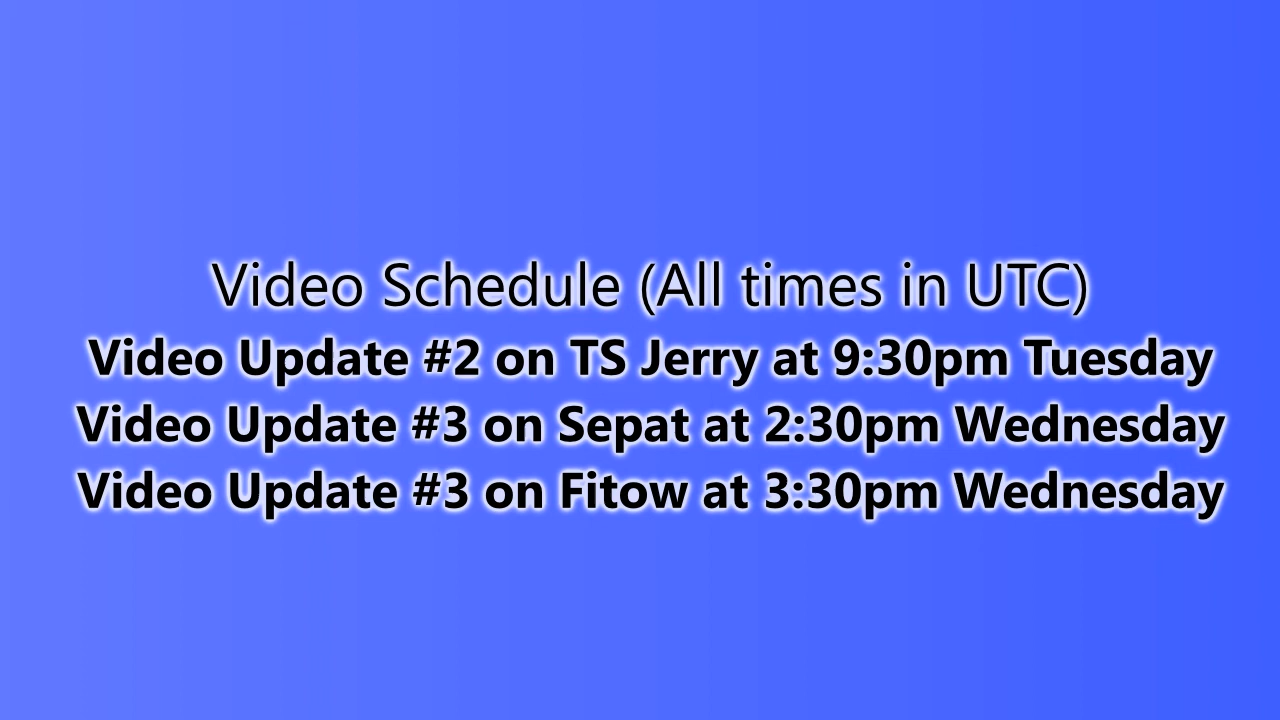 Video Schedule (All times in UTC)
Video Update #2 on TS Jerry at 9:30pm Tuesday
Video Update #3 on Sepat at 2:30pm Wednesday
Video Update #3 on Fitow at 3:30pm Wednesday